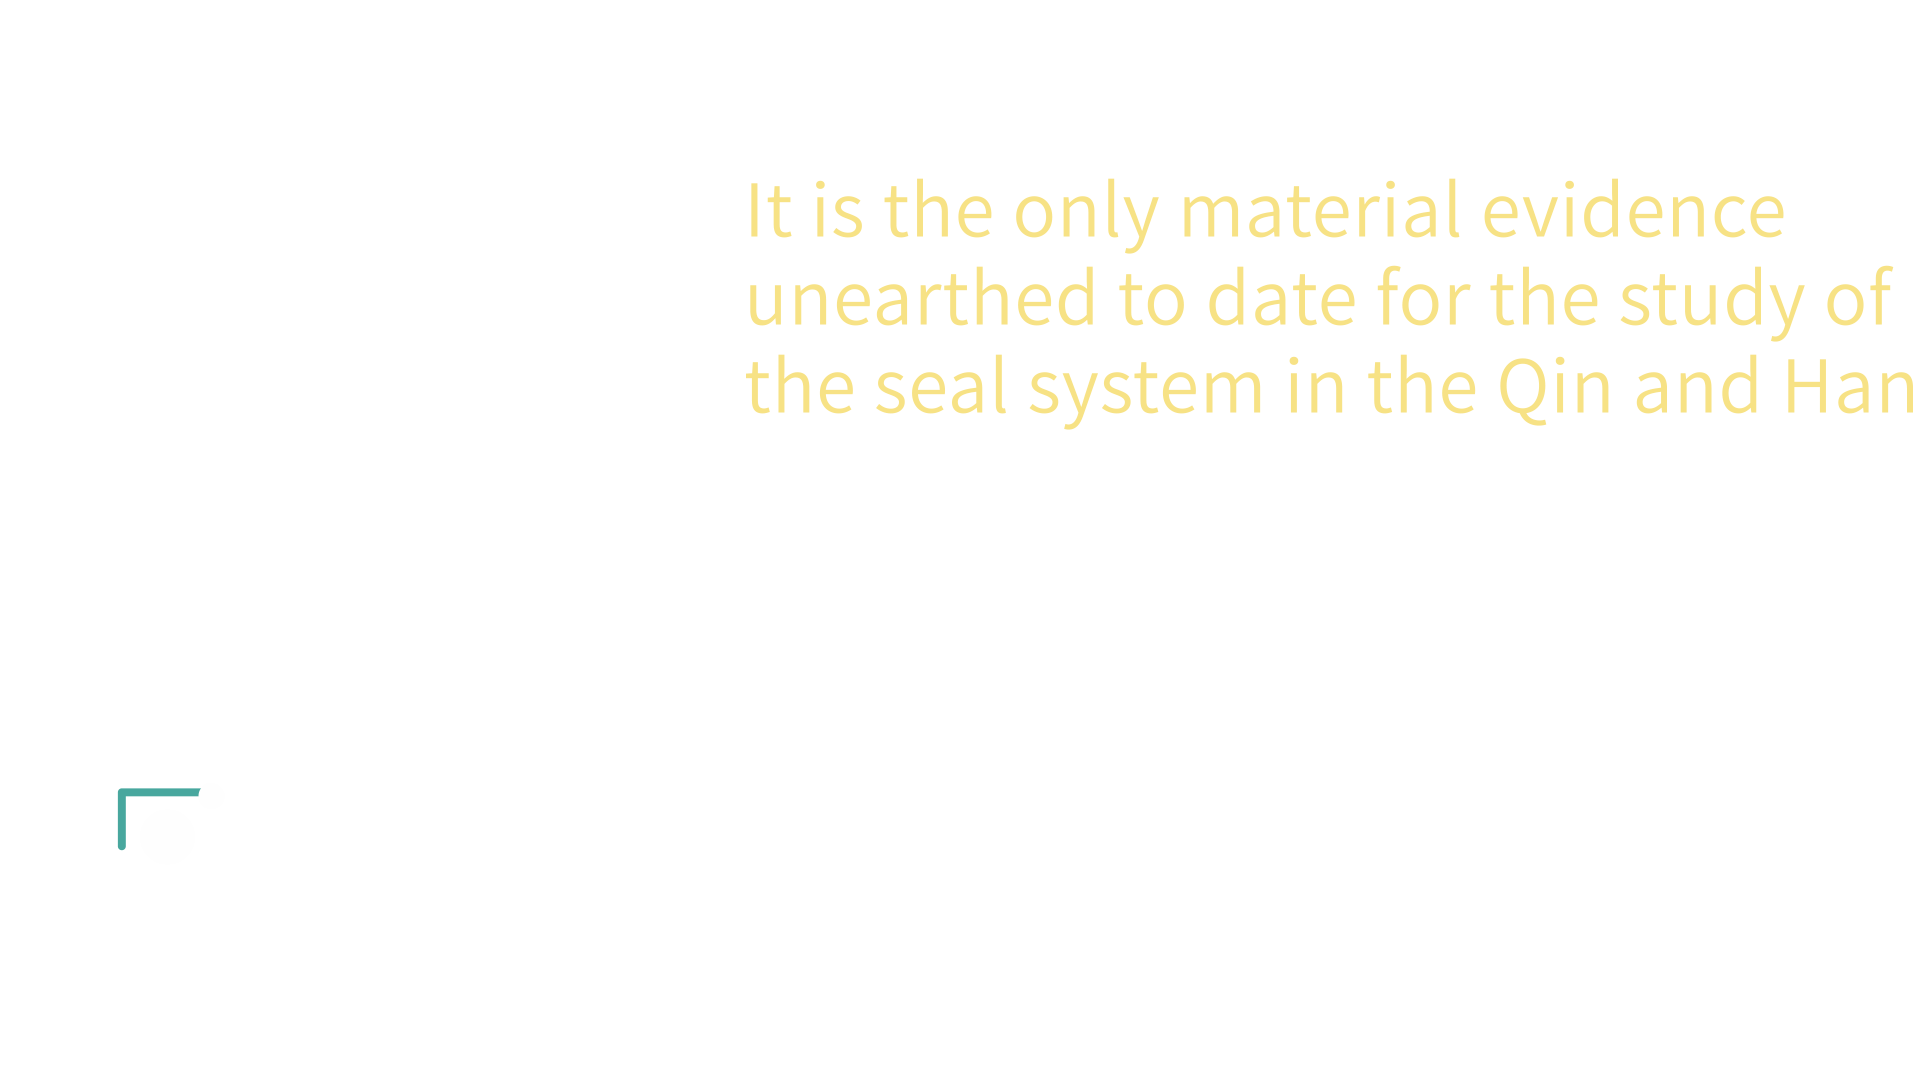 It is the only material evidence
unearthed to date for the study of
the seal system in the Qin and Han